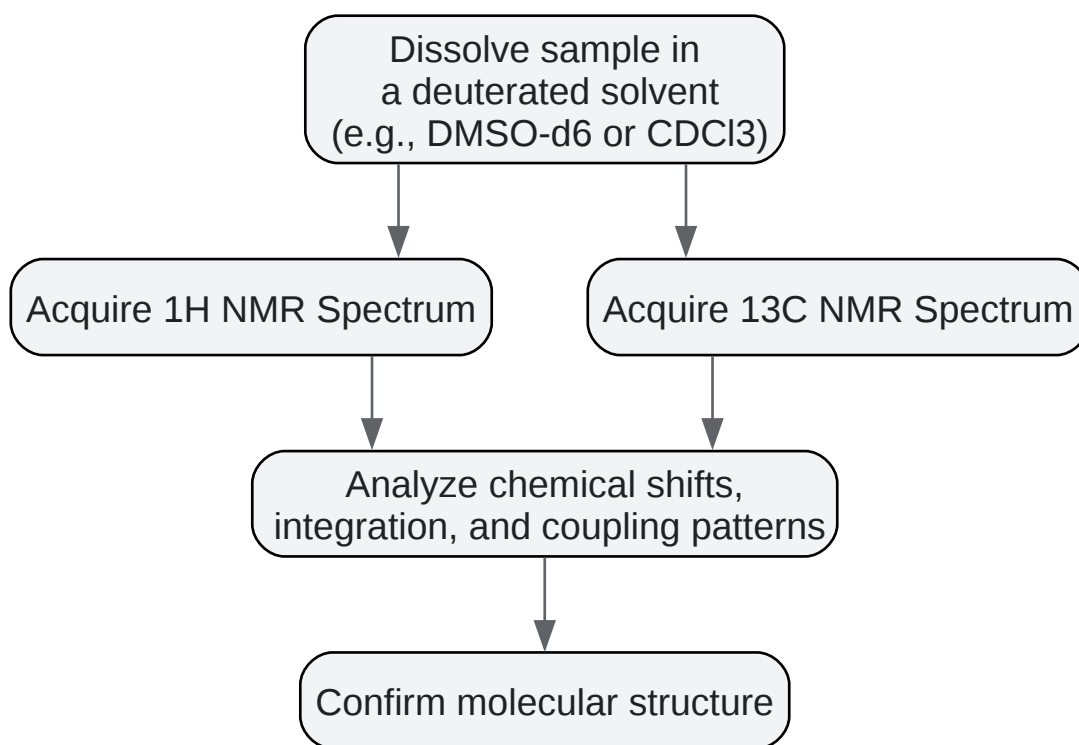 Dissolve sample in
a deuterated solvent
(e.g., DMSO-d6 or CDCl3)
Acquire 1H NMR Spectrum
Acquire 13C NMR Spectrum
Analyze chemical shifts,
integration, and coupling patterns
Confirm molecular structure